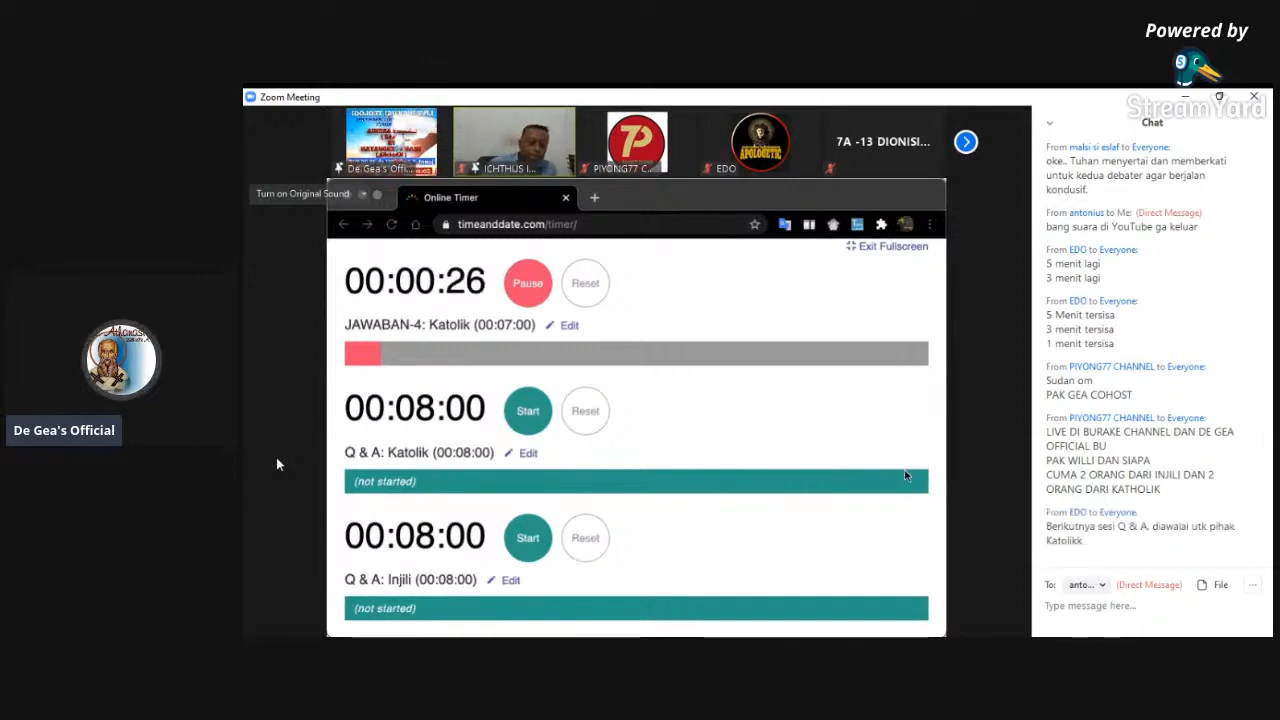 Powered by
StreamYard
Zoom Meeting
De Gea's Offi...
ICHTHUS I...
PIYONG77 C...
APOLOGETIC
EDO
7A -13 DIONISI...
Turn on Original Sound
Online Timer
timeanddate.com/timer/
Exit Fullscreen
00:00:26 Pause Reset
JAWABAN-4: Katolik (00:07:00) Edit
00:08:00 Start Reset
Q & A: Katolik (00:08:00) Edit
(not started)
00:08:00 Start Reset
Q & A: Injili (00:08:00) Edit
(not started)
De Gea's Official
Chat
From malsi si eslaf to Everyone:
oke.. Tuhan menyertai dan memberkati
untuk kedua debater agar berjalan
kondusif.
From antonius to Me: (Direct Message)
bang suara di YouTube ga keluar
From EDO to Everyone:
5 menit lagi
3 menit lagi
From EDO to Everyone:
5 Menit tersisa
3 menit tersisa
1 menit tersisa
From PIYONG77 CHANNEL to Everyone:
Sudan om
PAK GEA COHOST
From PIYONG77 CHANNEL to Everyone:
LIVE DI BURAKE CHANNEL DAN DE GEA
OFFICIAL BU
PAK WILLI DAN SIAPA
CUMA 2 ORANG DARI INJILI DAN 2
ORANG DARI KATHOLIK
From EDO to Everyone:
Berikutnya sesi Q & A, diawalai utk pihak
Katolikk
To: anto... (Direct Message) File ...
Type message here...